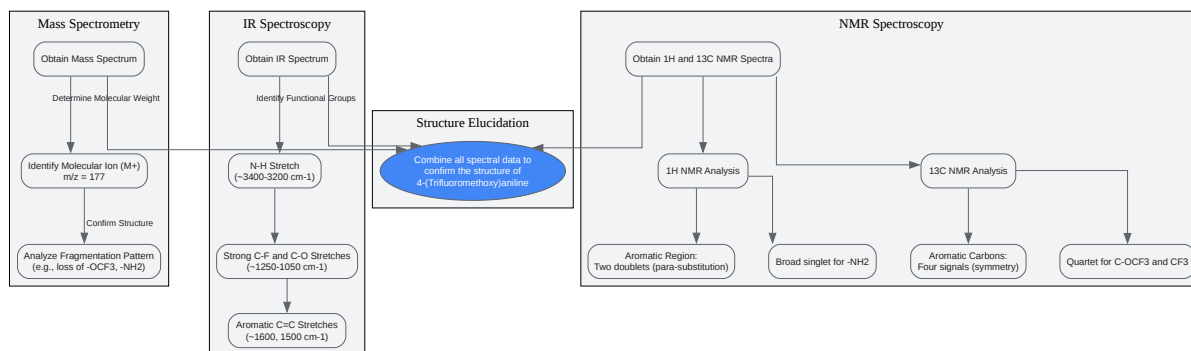 Mass Spectrometry
Obtain Mass Spectrum
Determine Molecular Weight
Identify Molecular Ion (M+)
m/z = 177
Confirm Structure
Analyze Fragmentation Pattern
(e.g., loss of -OCF3, -NH2)
IR Spectroscopy
Obtain IR Spectrum
Identify Functional Groups
N-H Stretch
(~3400-3200 cm-1)
Strong C-F and C-O Stretches
(~1250-1050 cm-1)
Aromatic C=C Stretches
(~1600, 1500 cm-1)
Structure Elucidation
Combine all spectral data to
confirm the structure of
4-(Trifluoromethoxy)aniline
NMR Spectroscopy
Obtain 1H and 13C NMR Spectra
1H NMR Analysis
13C NMR Analysis
Aromatic Region:
Two doublets (para-substitution)
Broad singlet for -NH2
Aromatic Carbons:
Four signals (symmetry)
Quartet for C-OCF3 and CF3